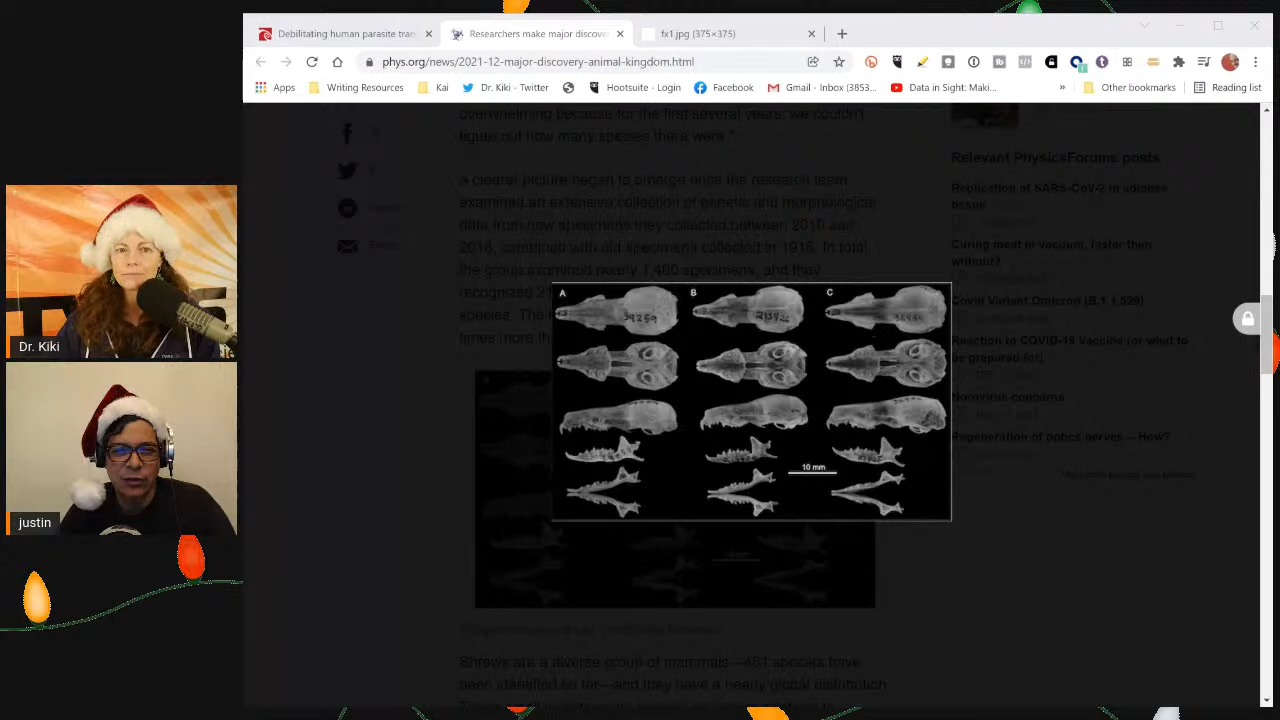 Debilitating human parasite tran
Researchers make major discove
fx1.jpg (375×375)
phys.org/news/2021-12-major-discovery-animal-kingdom.html
Apps
Writing Resources
Kai
Dr. Kiki - Twitter
Hootsuite - Login
Facebook
Gmail - Inbox (3853...
Data in Sight: Maki...
»
Other bookmarks
Reading list
overwhelming because for the first several years, we couldn't
figure out how many species there were."
A clearer picture began to emerge once the research team
examined an extensive collection of genetic and morphological
data from new specimens they collected between 2010 and
2018, combined with old specimens collected in 1916. In total
the group examined nearly 1,400 specimens, and they
recognized 21
species. The
times more th
A B C
39259
10 mm
Shrews are a diverse group of mammals—461 species have
been identified so far—and they have a nearly global distribution
Relevant PhysicsForums posts
Replication of SARS-CoV-2 in adipose
tissue
Curing meat in vacuum, faster then
without?
Covid Variant Omicron (B.1.1.529)
Reaction to COVID-19 Vaccine (or what to
be prepared for)
Norovirus concerns
Regeneration of optics nerves – How?
Dr. Kiki
justin